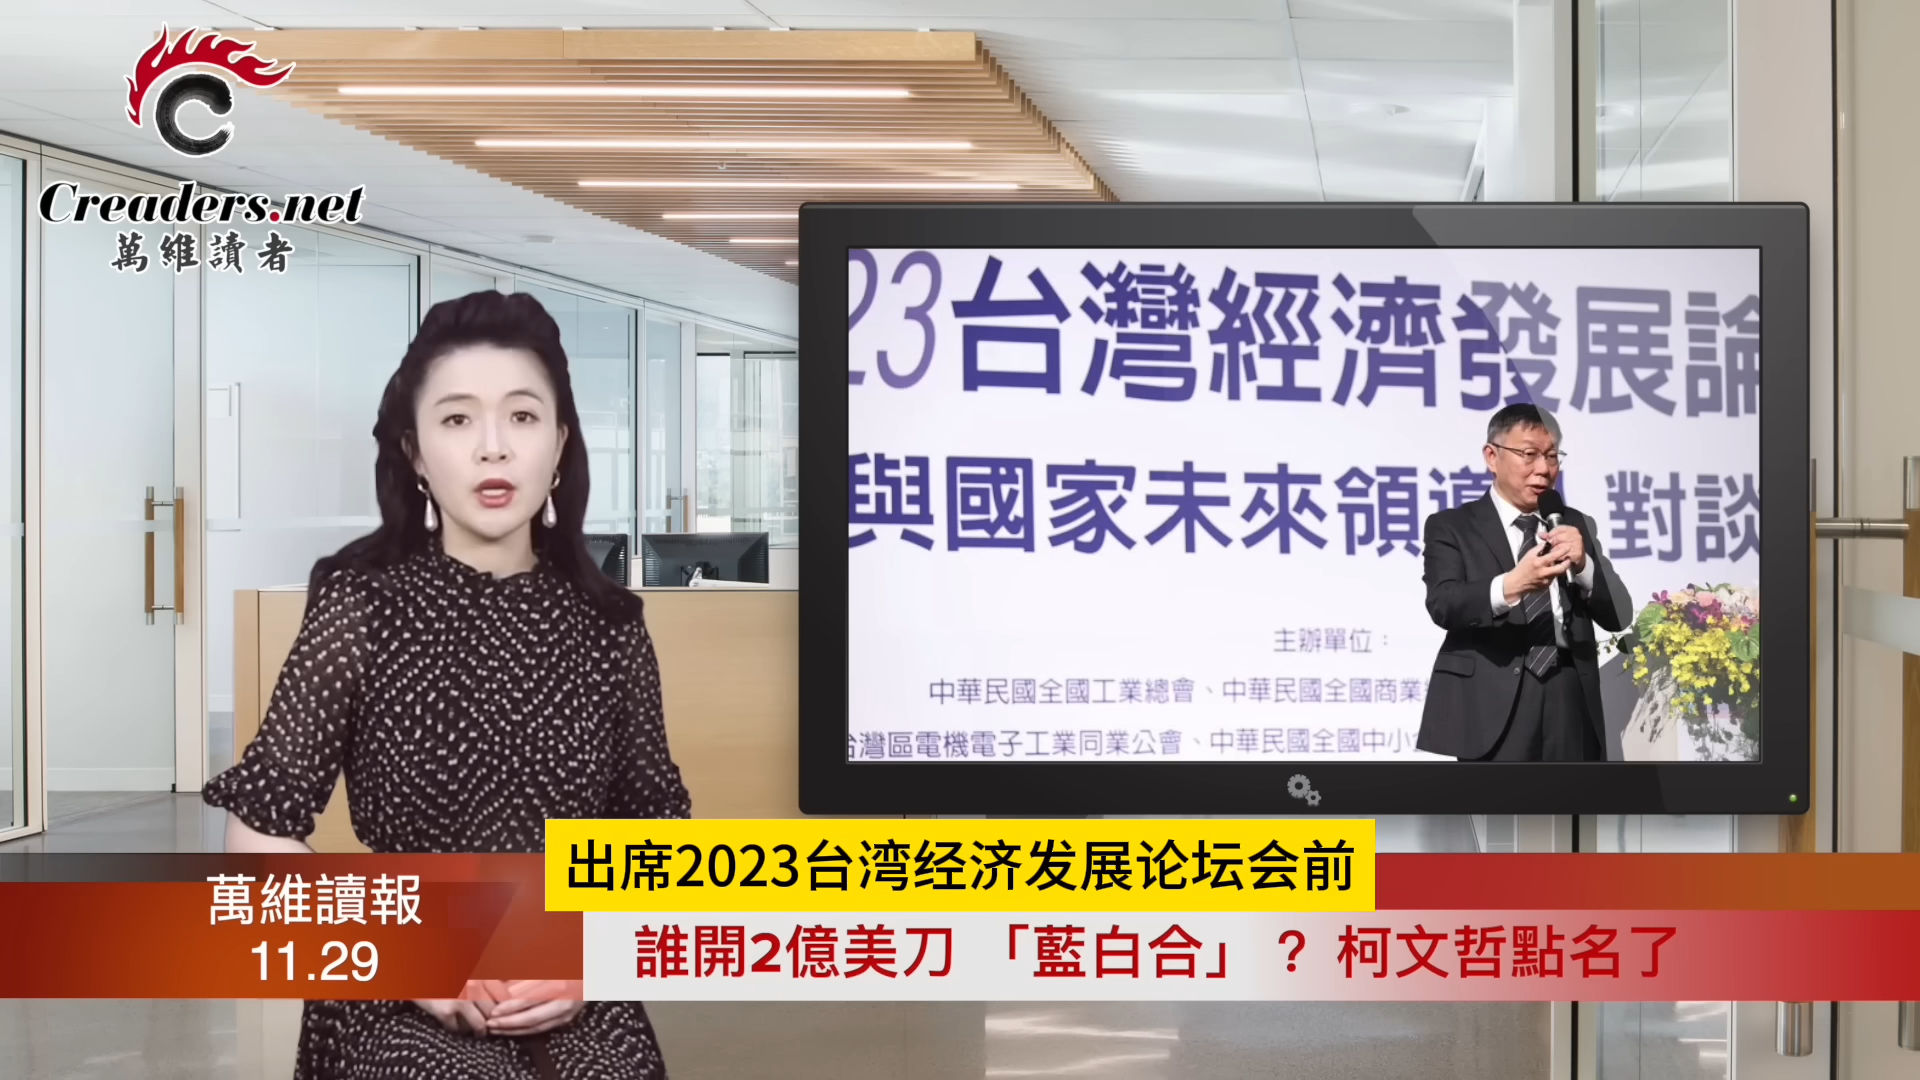 Creaders.net
萬維讀者
23台灣經濟發展論
與國家未來領 對談
主辦單位：
中華民國全國工業總會、中華民國全國商業
台灣區電機電子工業同業公會、中華民國全國中小
出席2023台湾经济发展论坛会前
萬維讀報
11.29
誰開2億美刀「藍白合」？柯文哲點名了